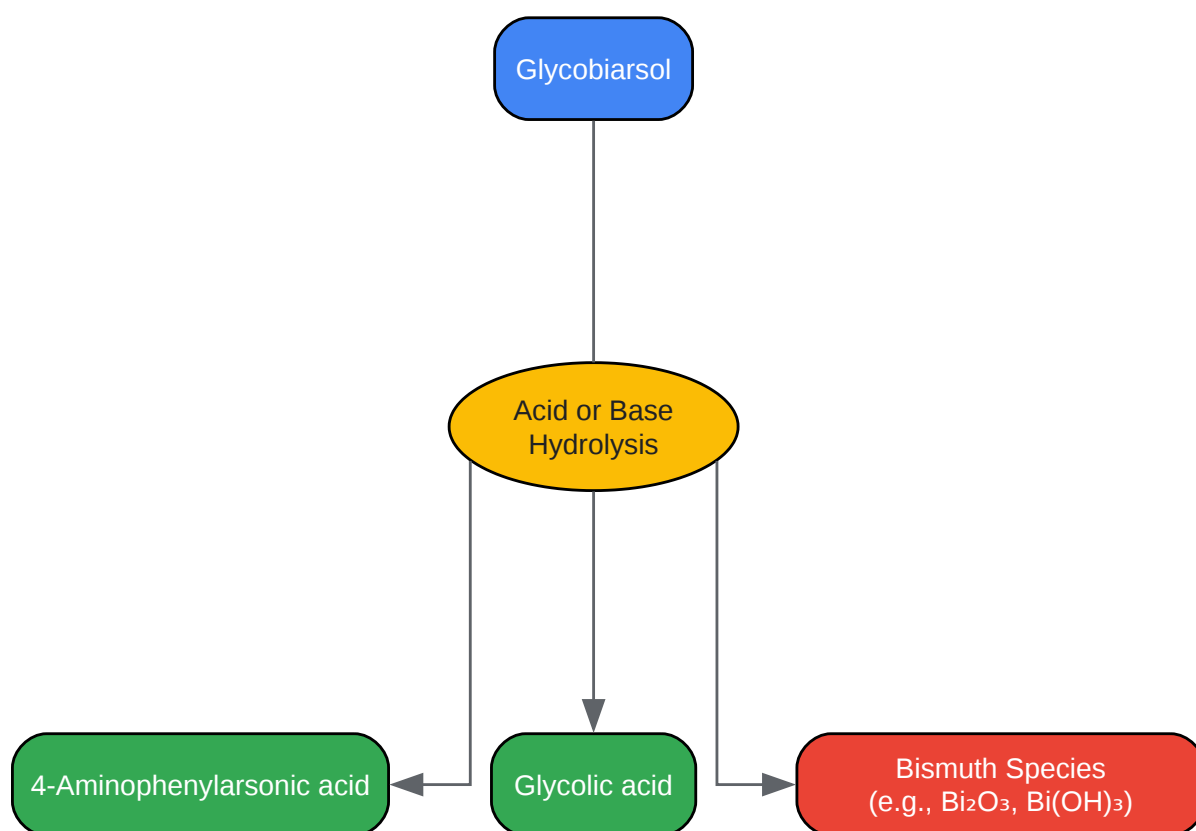 Glycobiarsol
Acid or Base
Hydrolysis
4-Aminophenylarsonic acid
Glycolic acid
Bismuth Species
(e.g., Bi₂O₃, Bi(OH)₃)